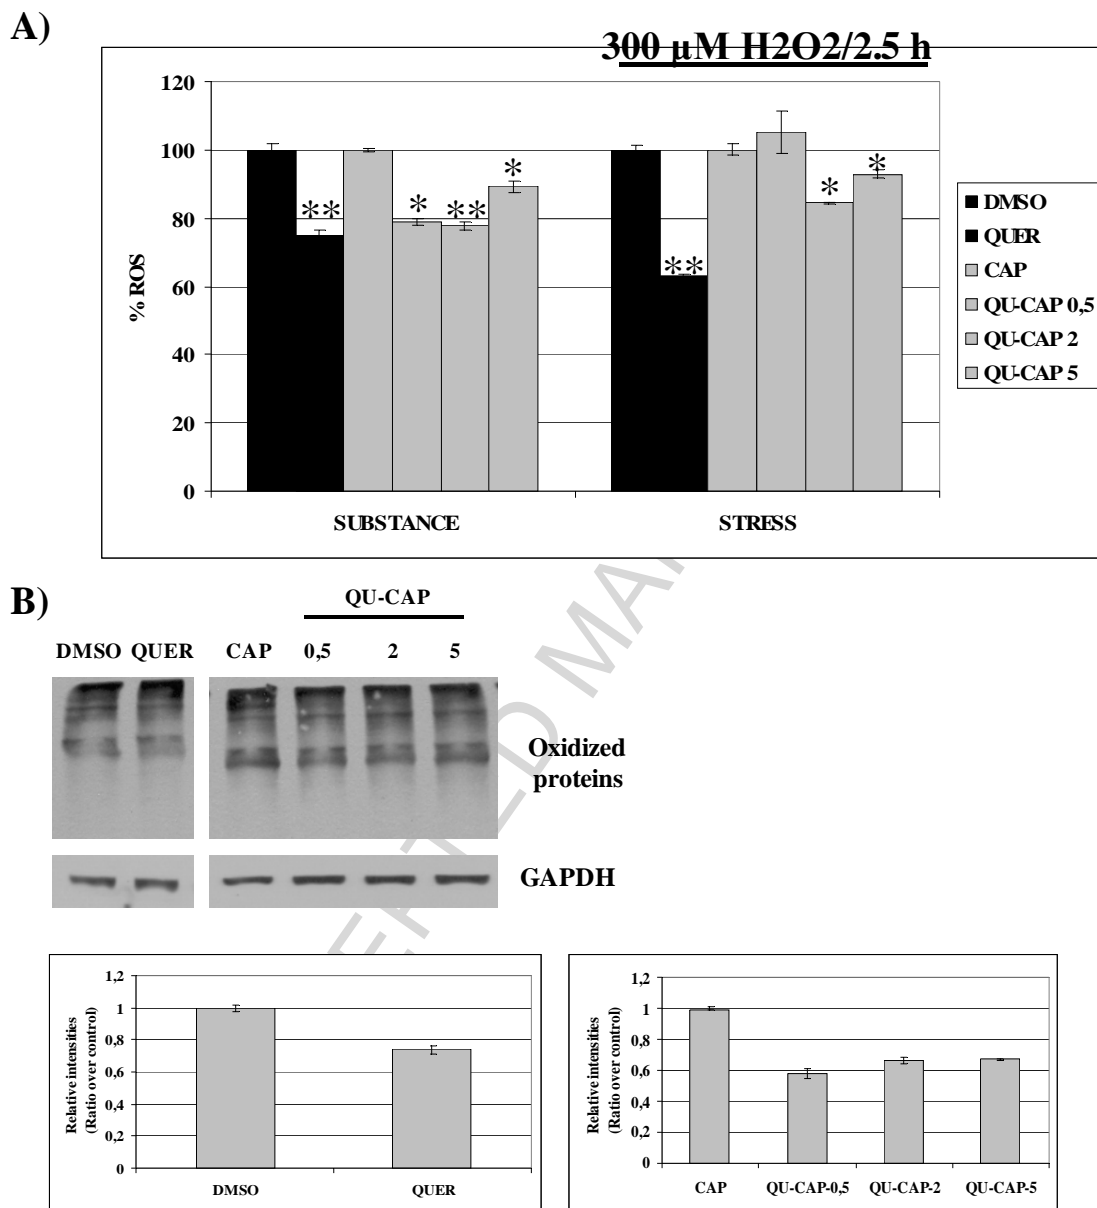 A)
300 µM H2O2/2.5 h
120
100
80
60
40
20
0
% ROS
** * ** *
** * *
SUBSTANCE STRESS
DMSO
QUER
CAP
QU-CAP 0,5
QU-CAP 2
QU-CAP 5
B)
QU-CAP
DMSO QUER CAP 0,5 2 5
Oxidized
proteins
GAPDH
Relative intensities
(Ratio over control)
1,2
1
0,8
0,6
0,4
0,2
0
DMSO QUER
Relative intensities
(Ratio over control)
1,2
1
0,8
0,6
0,4
0,2
0
CAP QU-CAP-0,5 QU-CAP-2 QU-CAP-5